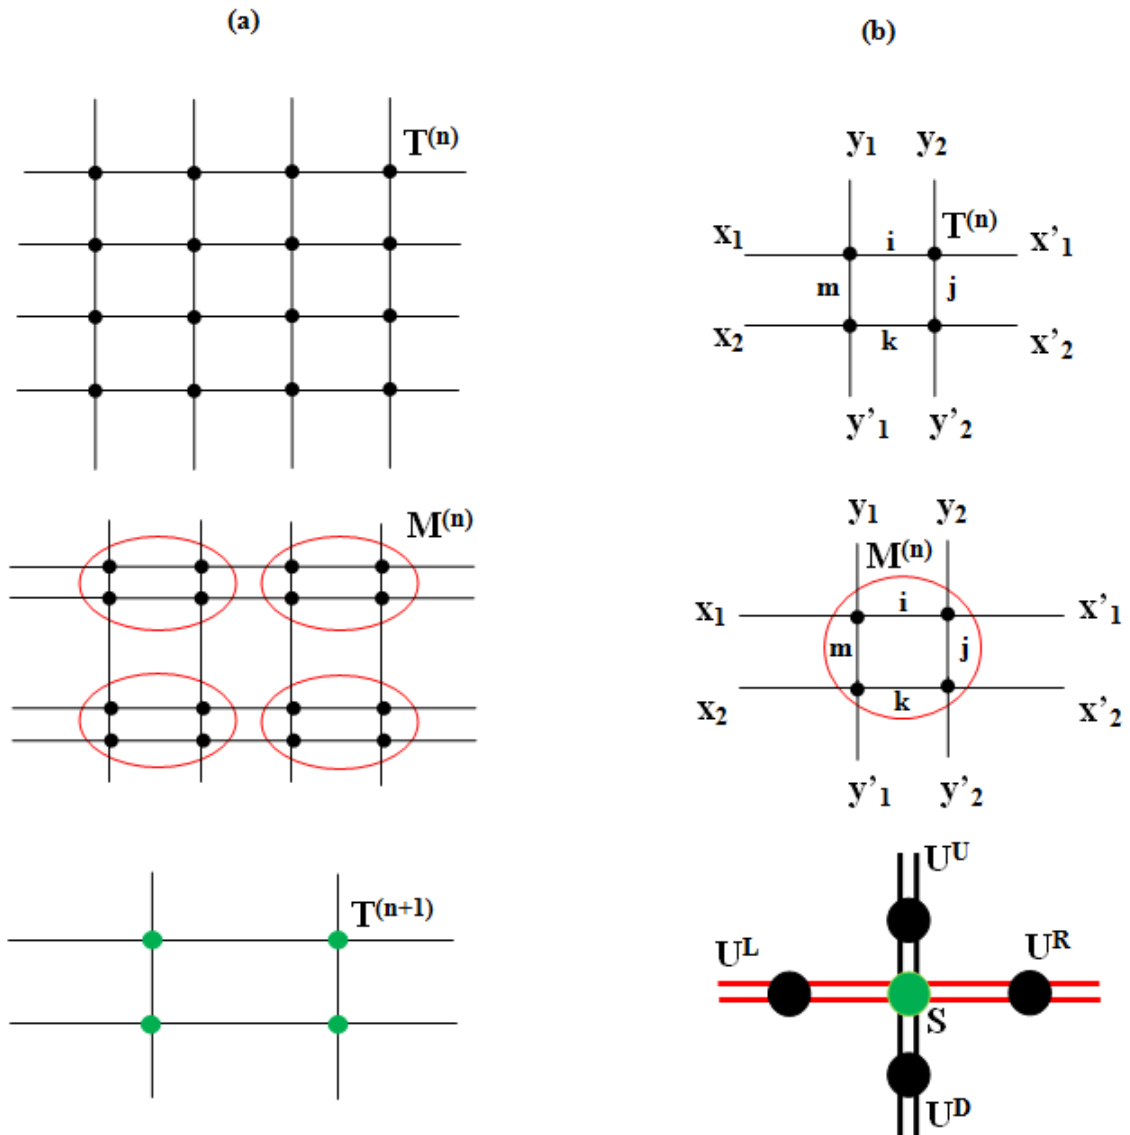 (a)
T(n)
M(n)
T(n+1)
(b)
y1 y2
T(n)
x1 i x'1
m j
x2 k x'2
y'1 y'2
y1 y2
M(n)
x1 i x'1
m j
x2 k x'2
y'1 y'2
UU
UL UR
S
UD